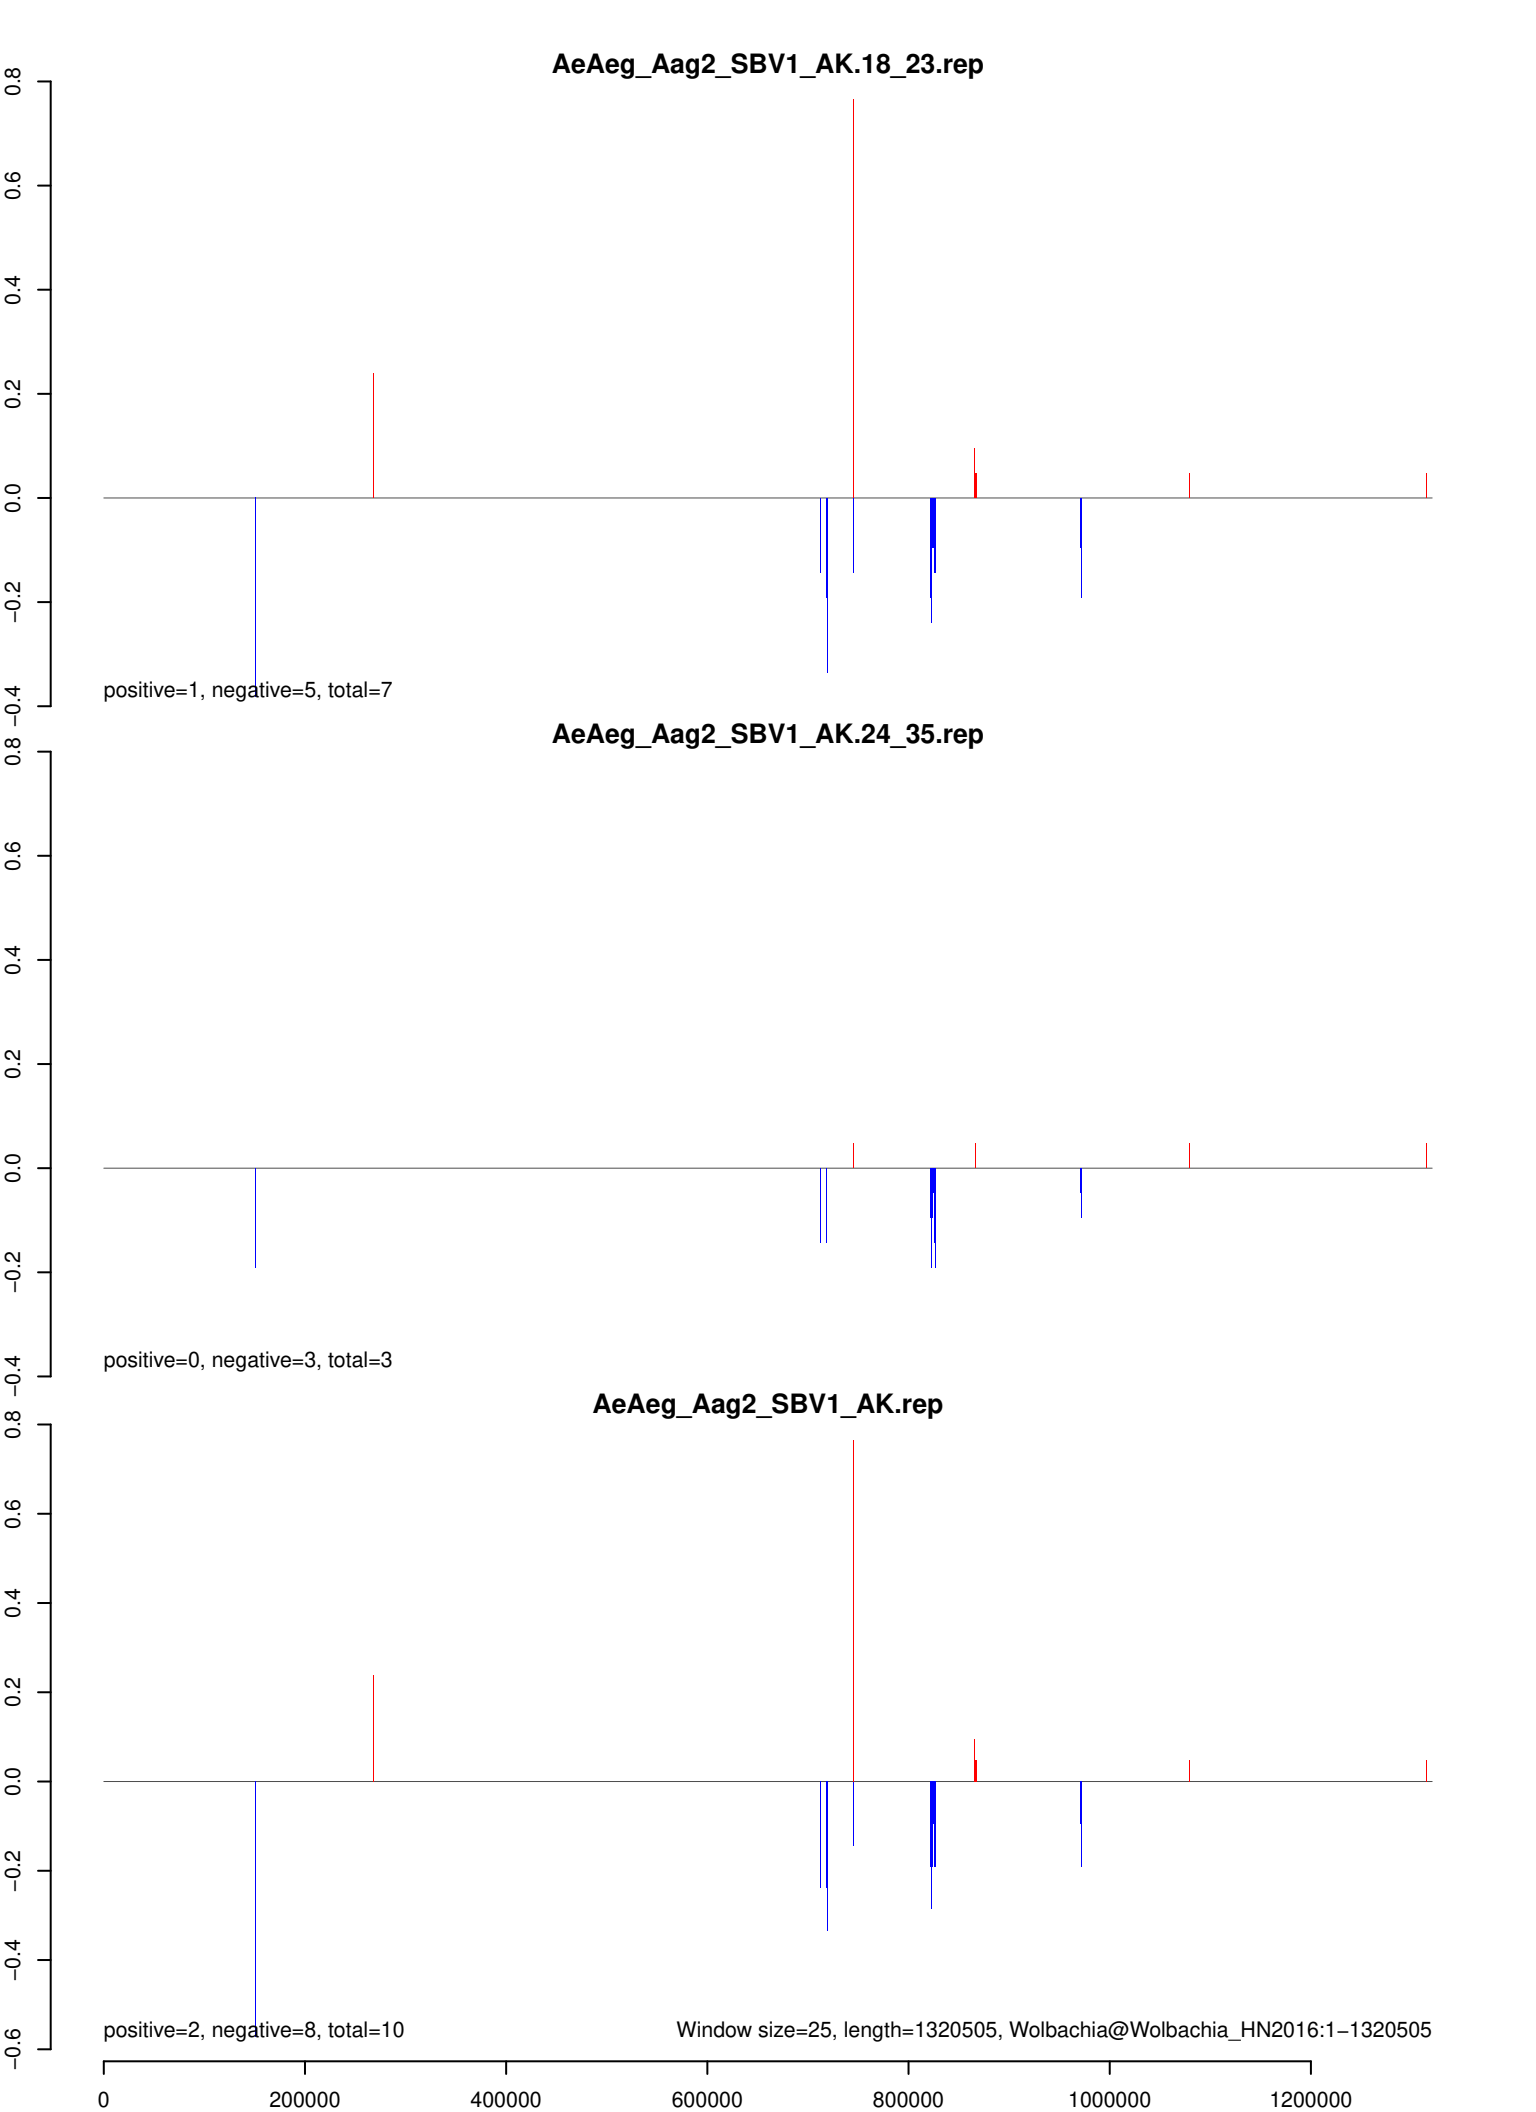 AeAeg_Aag2_SBV1_AK.18_23.rep
0.8
0.6
0.4
0.2
0.0
−0.2
−0.4
positive=1, negative=5, total=7
AeAeg_Aag2_SBV1_AK.24_35.rep
0.8
0.6
0.4
0.2
0.0
−0.2
−0.4
positive=0, negative=3, total=3
AeAeg_Aag2_SBV1_AK.rep
0.8
0.6
0.4
0.2
0.0
−0.2
−0.4
−0.6
positive=2, negative=8, total=10
Window size=25, length=1320505, Wolbachia@Wolbachia_HN2016:1−1320505
0 200000 400000 600000 800000 1000000 1200000